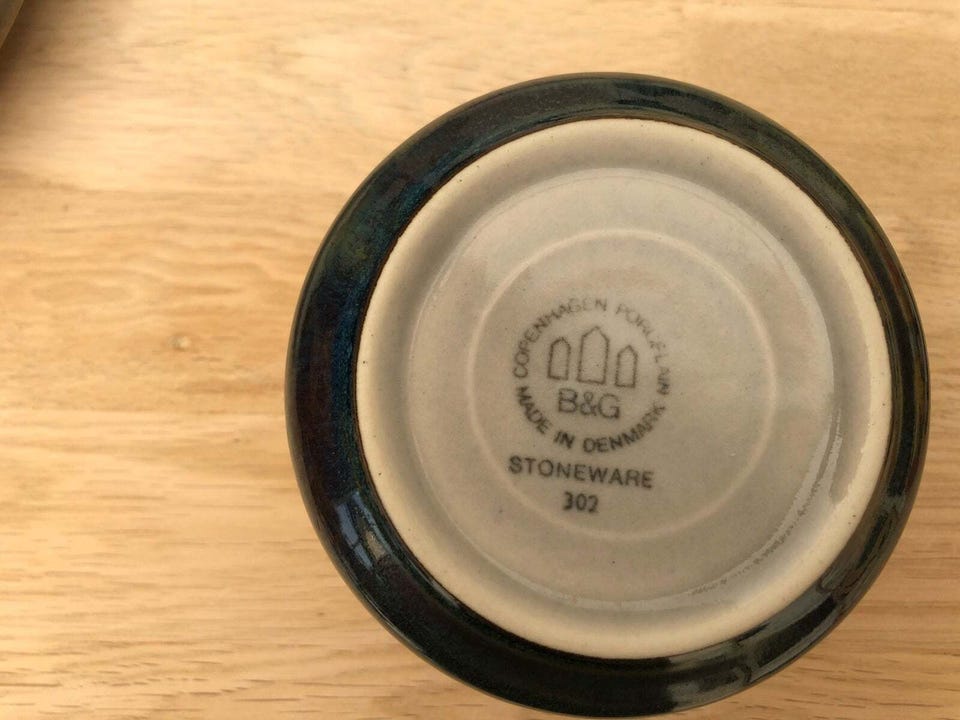 COPENHAGEN PORCELAIN
B&G
MADE IN DENMARK
STONEWARE
302